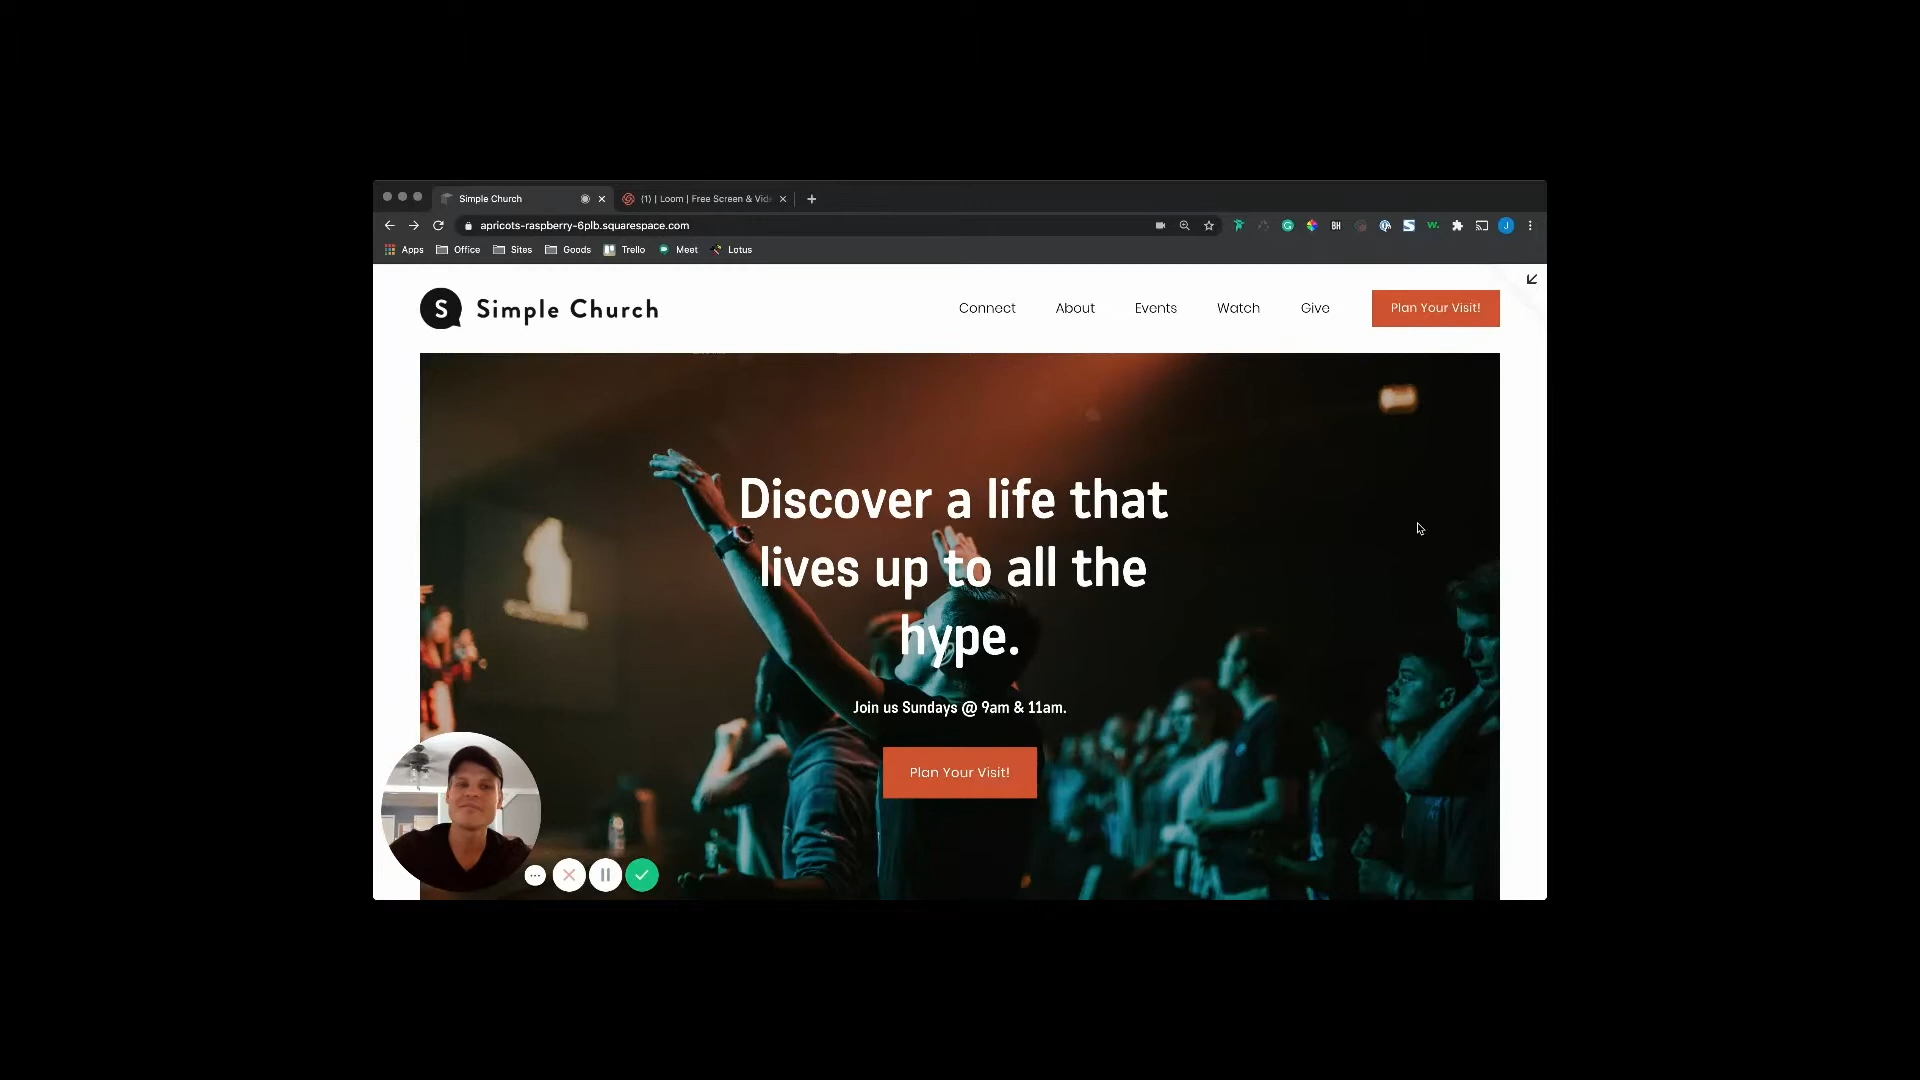 Simple Church
(1) | Loom | Free Screen & Vid
apricots-raspberry-6plb.squarespace.com
BH
S
w.
J
Apps
Office
Sites
Goods
Trello
Meet
Lotus
S
Simple Church
Connect
About
Events
Watch
Give
Plan Your Visit!
Discover a life that
lives up to all the
hype.
Join us Sundays @ 9am & 11am.
Plan Your Visit!